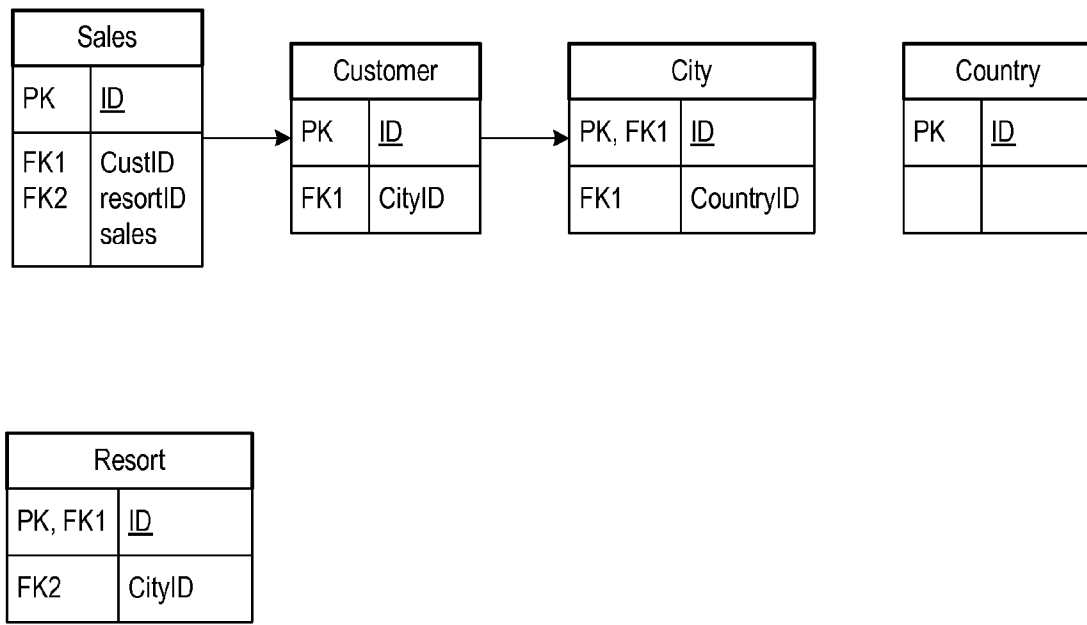 Sales
PK ID
FK1 CustID
FK2 resortID
sales
Customer
PK ID
FK1 CityID
City
PK, FK1 ID
FK1 CountryID
Country
PK ID
Resort
PK, FK1 ID
FK2 CityID